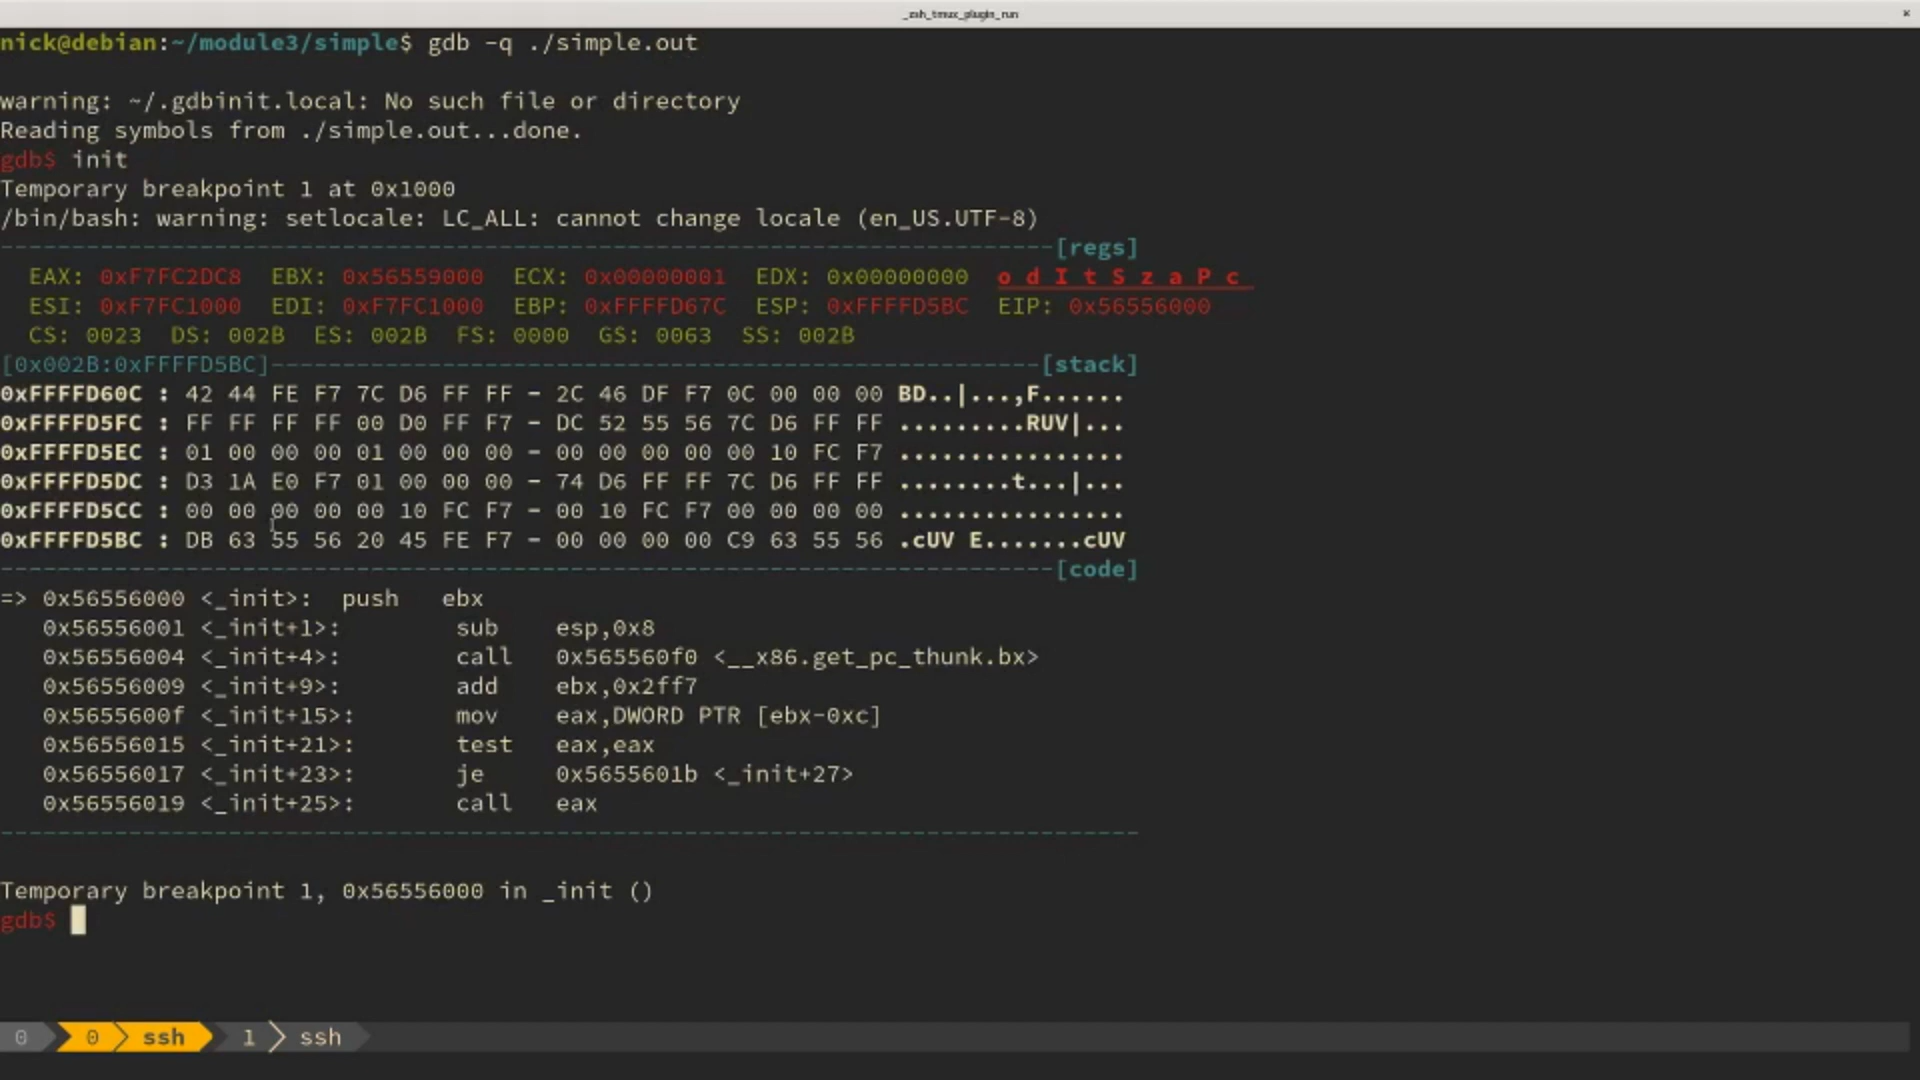 _zsh_tmux_plugin_run ×
nick@debian:~/module3/simple$ gdb -q ./simple.out
warning: ~/.gdbinit.local: No such file or directory
Reading symbols from ./simple.out...done.
gdb$ init
Temporary breakpoint 1 at 0x1000
/bin/bash: warning: setlocale: LC_ALL: cannot change locale (en_US.UTF-8)
--------------------------------------------------------------------------[regs]
  EAX: 0xF7FC2DC8  EBX: 0x56559000  ECX: 0x00000001  EDX: 0x00000000  o d I t S z a P c
  ESI: 0xF7FC1000  EDI: 0xF7FC1000  EBP: 0xFFFFD67C  ESP: 0xFFFFD5BC  EIP: 0x56556000
  CS: 0023  DS: 002B  ES: 002B  FS: 0000  GS: 0063  SS: 002B
[0x002B:0xFFFFD5BC]------------------------------------------------------[stack]
0xFFFFD60C : 42 44 FE F7 7C D6 FF FF - 2C 46 DF F7 0C 00 00 00 BD..|...,F......
0xFFFFD5FC : FF FF FF FF 00 D0 FF F7 - DC 52 55 56 7C D6 FF FF .........RUV|...
0xFFFFD5EC : 01 00 00 00 01 00 00 00 - 00 00 00 00 00 10 FC F7 ................
0xFFFFD5DC : D3 1A E0 F7 01 00 00 00 - 74 D6 FF FF 7C D6 FF FF ........t...|...
0xFFFFD5CC : 00 00 00 00 00 10 FC F7 - 00 10 FC F7 00 00 00 00 ................
0xFFFFD5BC : DB 63 55 56 20 45 FE F7 - 00 00 00 00 C9 63 55 56 .cUV E.......cUV
--------------------------------------------------------------------------[code]
=> 0x56556000 <_init>:  push   ebx
   0x56556001 <_init+1>:        sub    esp,0x8
   0x56556004 <_init+4>:        call   0x565560f0 <__x86.get_pc_thunk.bx>
   0x56556009 <_init+9>:        add    ebx,0x2ff7
   0x5655600f <_init+15>:       mov    eax,DWORD PTR [ebx-0xc]
   0x56556015 <_init+21>:       test   eax,eax
   0x56556017 <_init+23>:       je     0x5655601b <_init+27>
   0x56556019 <_init+25>:       call   eax
--------------------------------------------------------------------------------
Temporary breakpoint 1, 0x56556000 in _init ()
gdb$
0 0 ssh 1 ssh